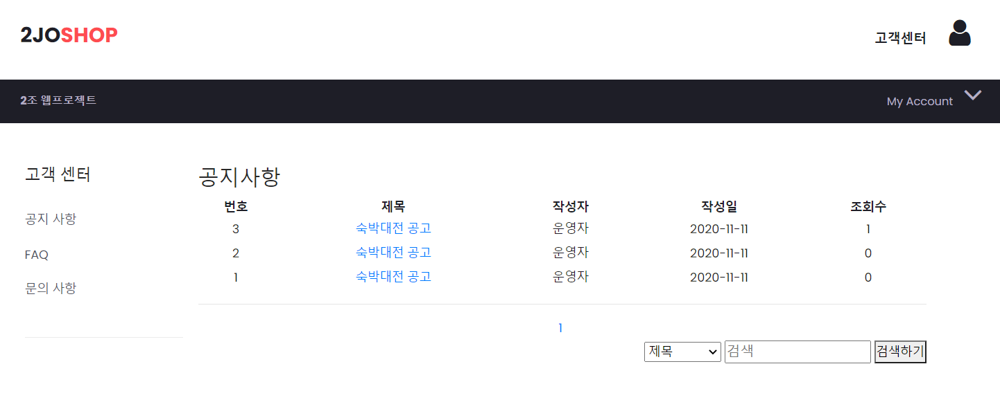 2JOSHOP
고객센터
2조 웹프로젝트
My Account
고객 센터
공지 사항
FAQ
문의 사항
공지사항
번호 제목 작성자 작성일 조회수
3 숙박대전 공고 운영자 2020-11-11 1
2 숙박대전 공고 운영자 2020-11-11 0
1 숙박대전 공고 운영자 2020-11-11 0
1
제목 검색 검색하기